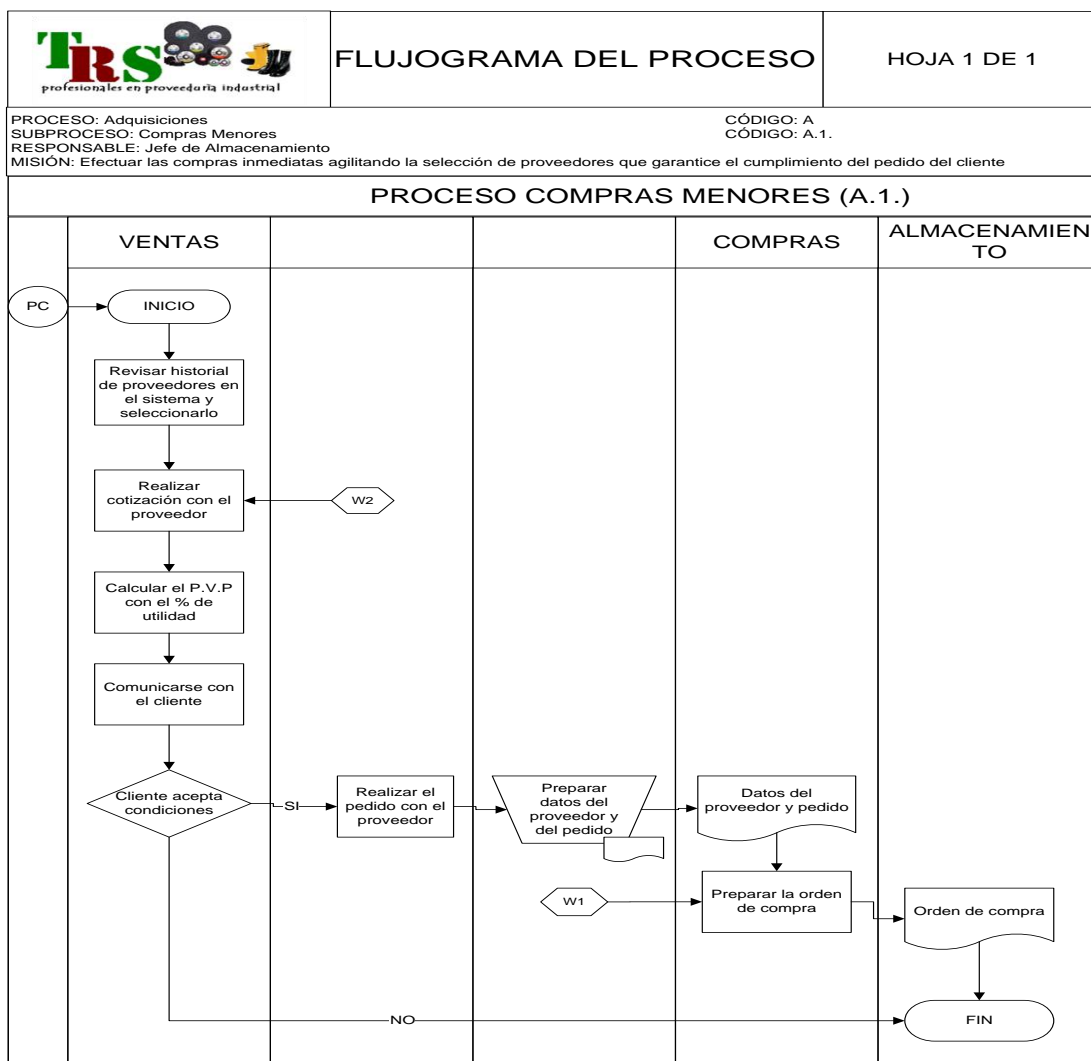 TRS
profesionales en proveeduría industrial
FLUJOGRAMA DEL PROCESO
HOJA 1 DE 1
PROCESO: Adquisiciones
CÓDIGO: A
SUBPROCESO: Compras Menores
CÓDIGO: A.1.
RESPONSABLE: Jefe de Almacenamiento
MISIÓN: Efectuar las compras inmediatas agilitando la selección de proveedores que garantice el cumplimiento del pedido del cliente
PROCESO COMPRAS MENORES (A.1.)
VENTAS
COMPRAS
ALMACENAMIEN
TO
PC
INICIO
Revisar historial
de proveedores en
el sistema y
seleccionarlo
Realizar
cotización con el
proveedor
W2
Calcular el P.V.P
con el % de
utilidad
Comunicarse con
el cliente
Cliente acepta
condiciones
SI
Realizar el
pedido con el
proveedor
Preparar
datos del
proveedor y
del pedido
Datos del
proveedor y pedido
W1
Preparar la orden
de compra
Orden de compra
NO
FIN